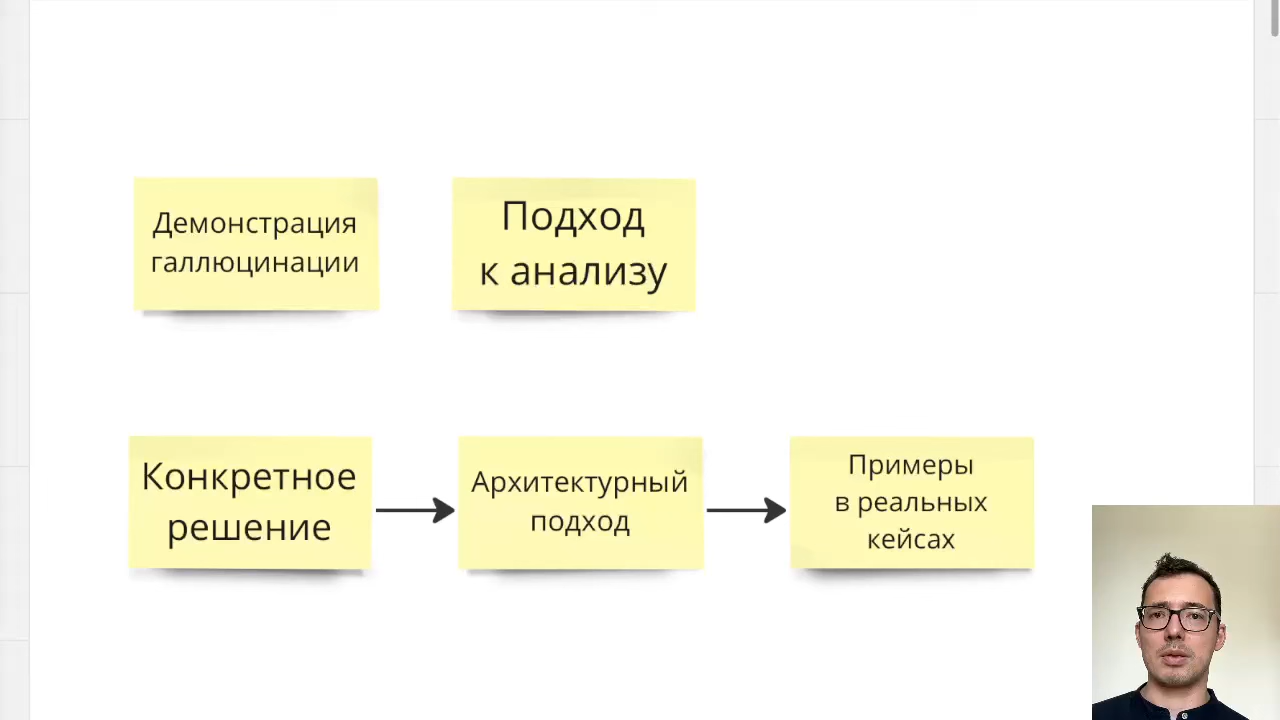 Демонстрация
галлюцинации
Подход
к анализу
Конкретное
решение
Архитектурный
подход
Примеры
в реальных
кейсах